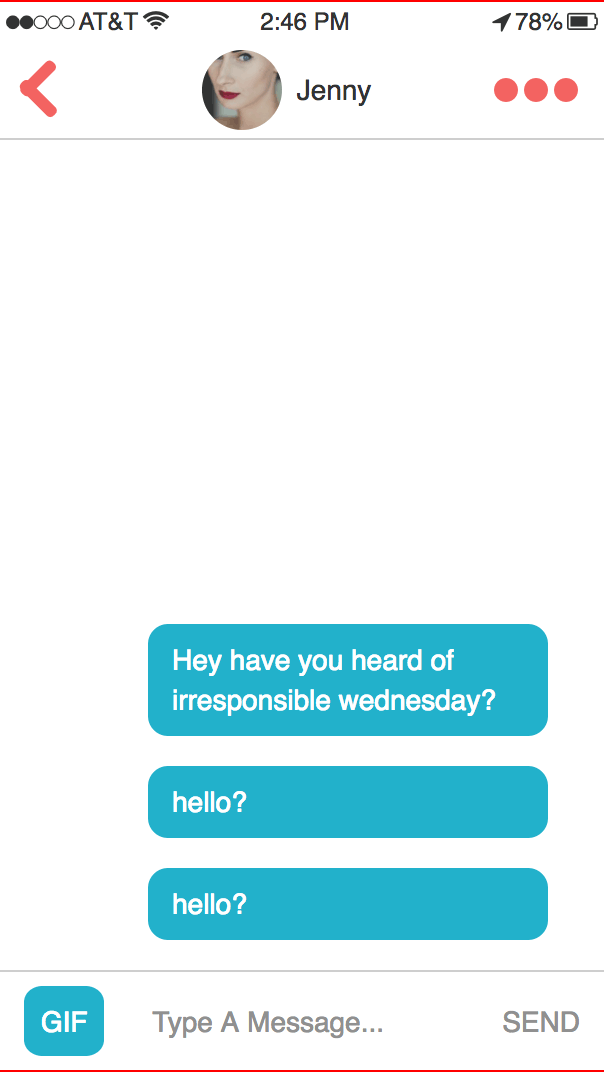 AT&T 2:46 PM 78%
Jenny
Hey have you heard of
irresponsible wednesday?
hello?
hello?
GIF Type A Message... SEND